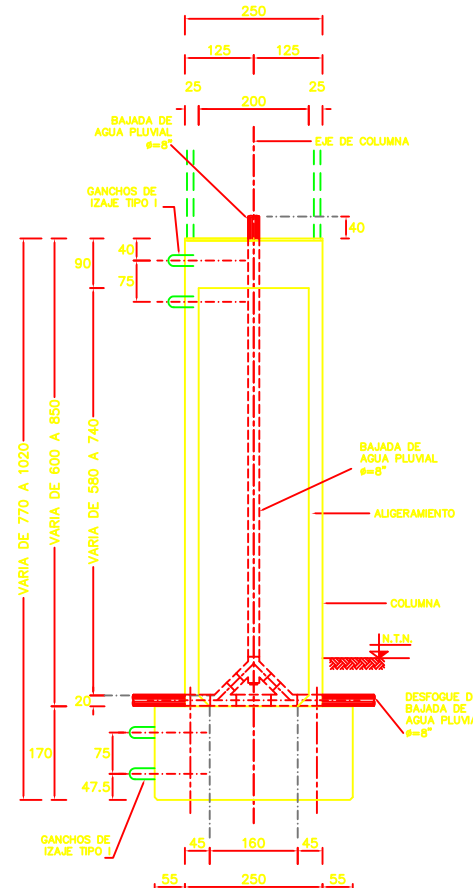 250
125 125
25 25
200
BAJADA DE
AGUA PLUVIAL
ø=8"
EJE DE COLUMNA
GANCHOS DE
IZAJE TIPO I
40
40
90
75
VARIA DE 770 A 1020
VARIA DE 600 A 850
VARIA DE 580 A 740
BAJADA DE
AGUA PLUVIAL
ø=8"
ALIGERAMIENTO
COLUMNA
N.T.N.
20
DESFOGUE D
BAJADA DE
AGUA PLUVIA
ø=8"
170
75
47.5
GANCHOS DE
IZAJE TIPO I
45 160 45
55 250 55